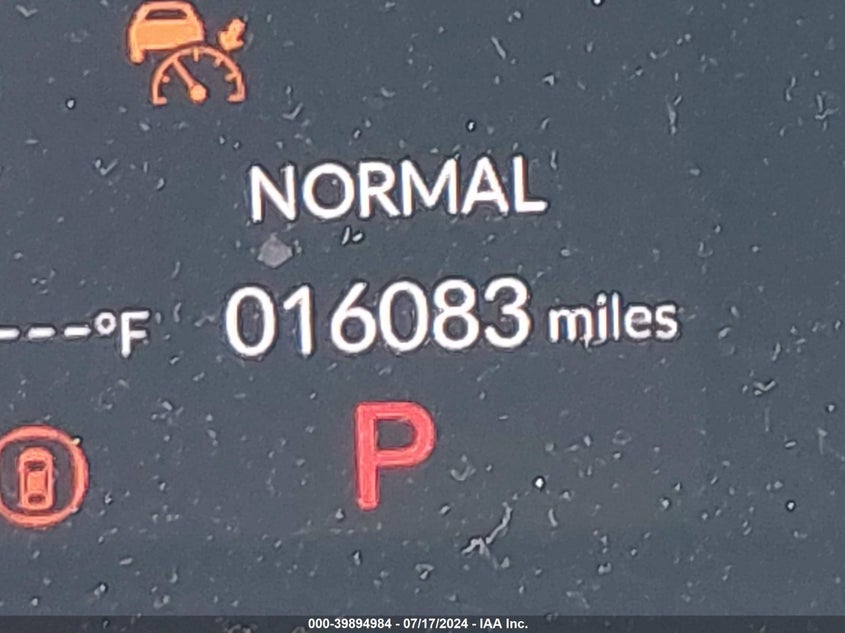 NORMAL
---°F 016083 miles
P
000-39894984 - 07/17/2024 - IAA Inc.